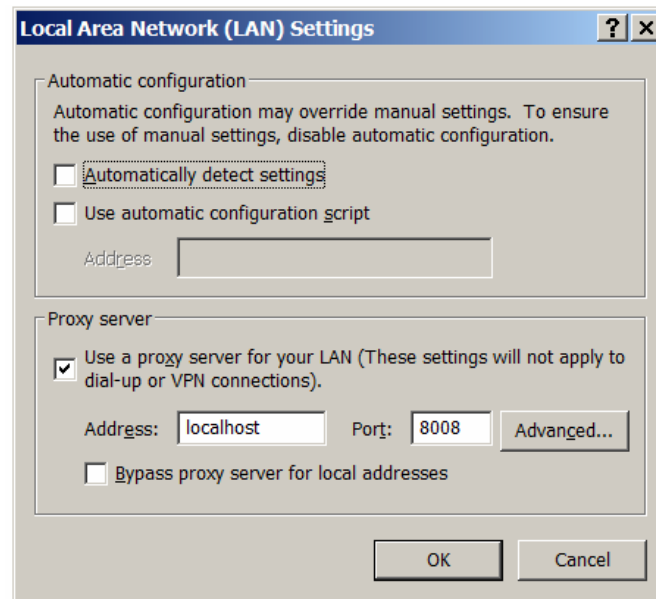 Local Area Network (LAN) Settings
Automatic configuration
Automatic configuration may override manual settings. To ensure
the use of manual settings, disable automatic configuration.
Automatically detect settings
Use automatic configuration script
Address
Proxy server
Use a proxy server for your LAN (These settings will not apply to
dial-up or VPN connections).
Address: localhost Port: 8008 Advanced...
Bypass proxy server for local addresses
OK Cancel